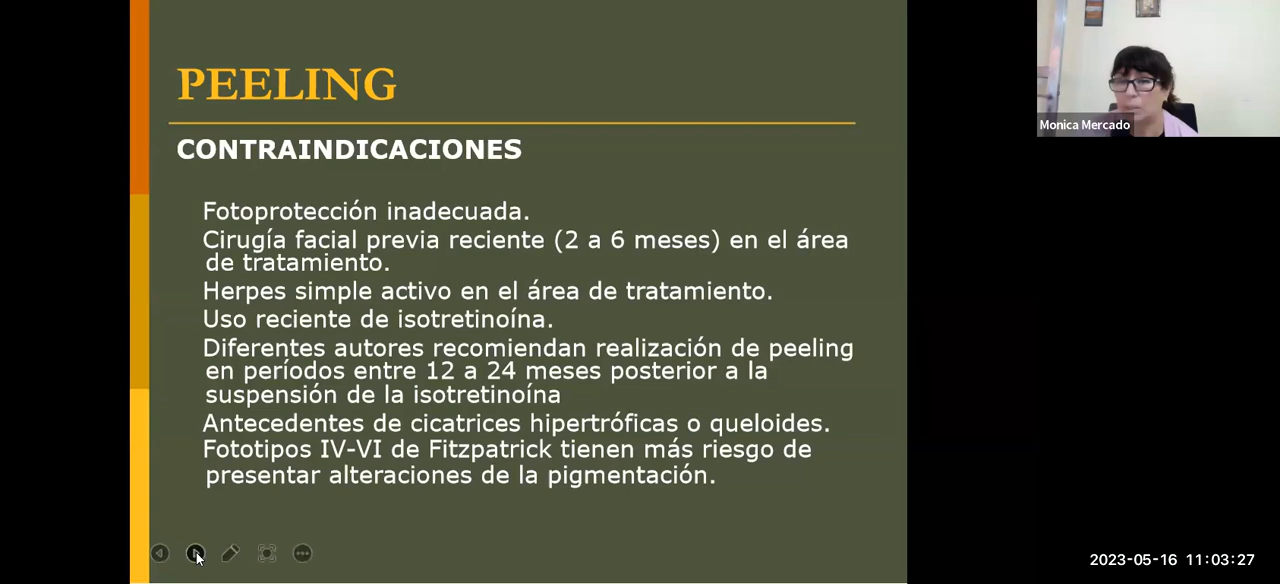 PEELING
CONTRAINDICACIONES
Fotoprotección inadecuada.
Cirugía facial previa reciente (2 a 6 meses) en el área
de tratamiento.
Herpes simple activo en el área de tratamiento.
Uso reciente de isotretinoína.
Diferentes autores recomiendan realización de peeling
en períodos entre 12 a 24 meses posterior a la
suspensión de la isotretinoína
Antecedentes de cicatrices hipertróficas o queloides.
Fototipos IV-VI de Fitzpatrick tienen más riesgo de
presentar alteraciones de la pigmentación.
Monica Mercado
2023-05-16 11:03:27